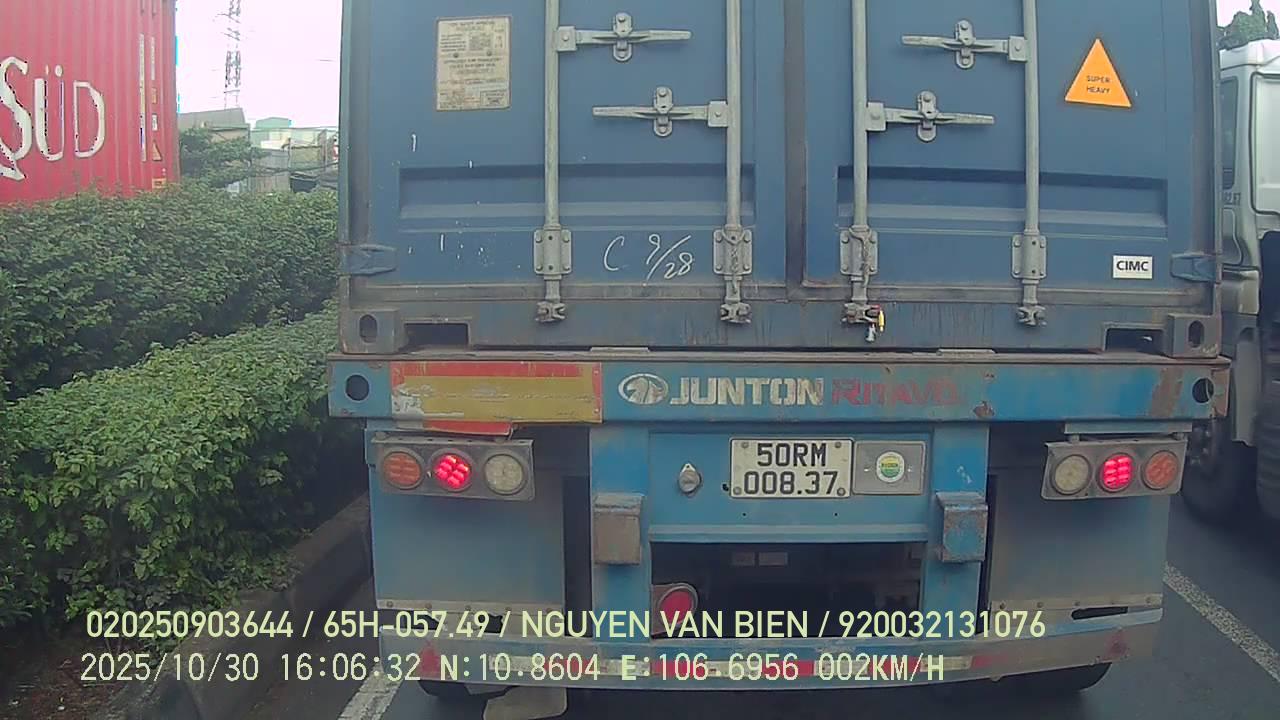 SÜD
SUPER
HEAVY
C 9/28
CIMC
JUNTON RITAVO
50RM
008.37
020250903644 / 65H-057.49 / NGUYEN VAN BIEN / 920032131076
2025/10/30 16:06:32 N:10.8604 E:106.6956 002KM/H